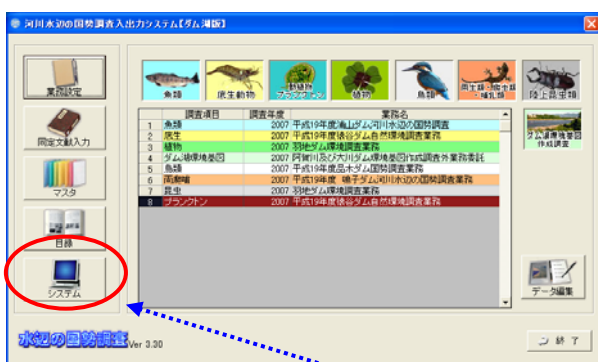 河川水辺の国勢調査入出力システム【ダム湖版】
業務設定
同定文献入力
マスタ
目録
システム
魚類
底生動物
動植物プランクトン
植物
鳥類
両生類・爬虫類・哺乳類
陸上昆虫類
ダム湖環境基図作成調査
調査項目 調査年度 業務名
1 魚類 2007 平成19年度浦山ダム河川水辺の国勢調査
2 底生 2007 平成19年度猿谷ダム自然環境調査業務
3 植物 2007 羽地ダム環境調査業務
4 ダム湖環境基図 2007 阿賀川及び大川ダム環境基図作成調査外業務委託
5 鳥類 2007 平成19年度品木ダム国勢調査業務
6 両爬哺 2007 平成19年度 鳴子ダム河川水辺の国勢調査業務
7 昆虫 2007 羽地ダム環境調査業務
8 プランクトン 2007 平成19年度猿谷ダム自然環境調査業務
データ編集
水辺の国勢調査 Ver 3.30
終了